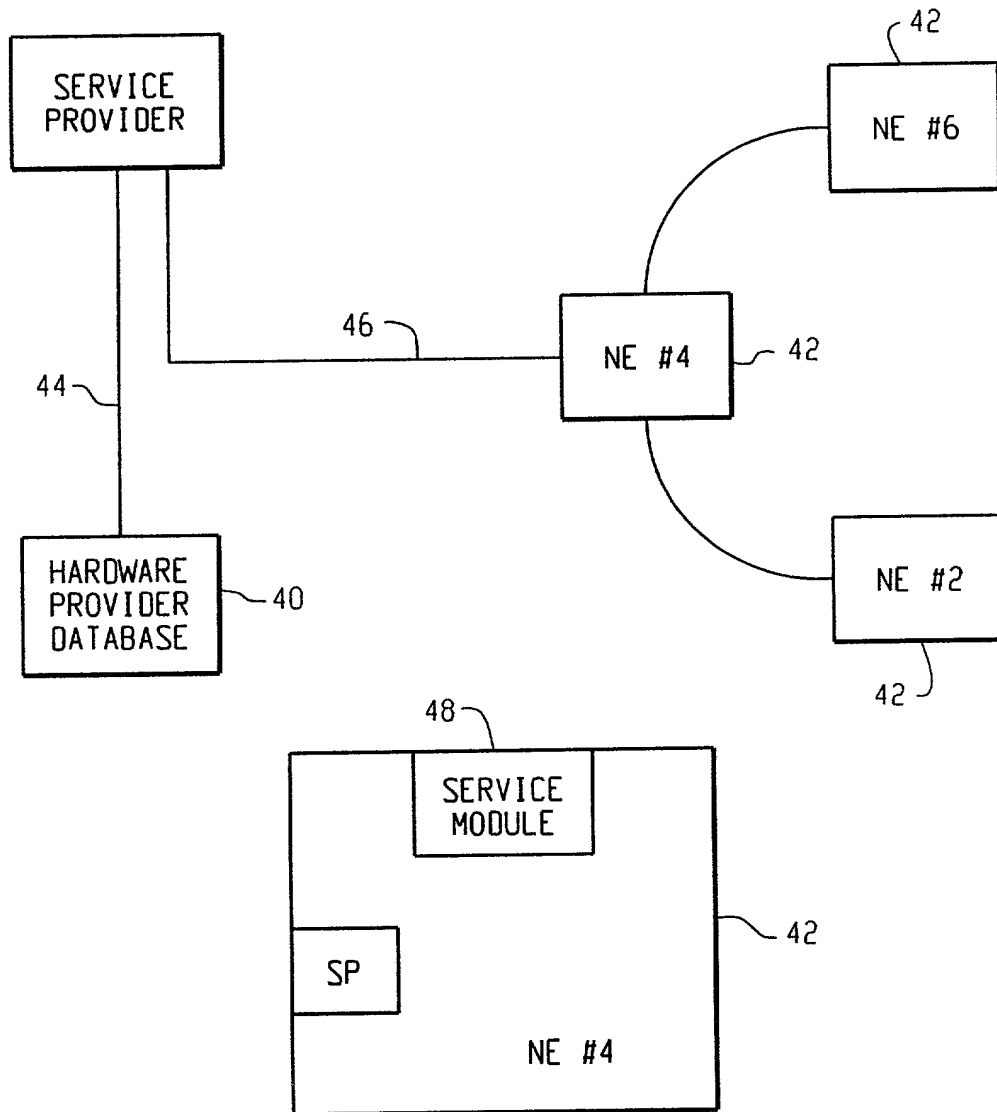 SERVICE
PROVIDER
42
NE #6
46
NE #4
42
44
HARDWARE
PROVIDER
DATABASE
40
NE #2
42
48
SERVICE
MODULE
42
SP
NE #4